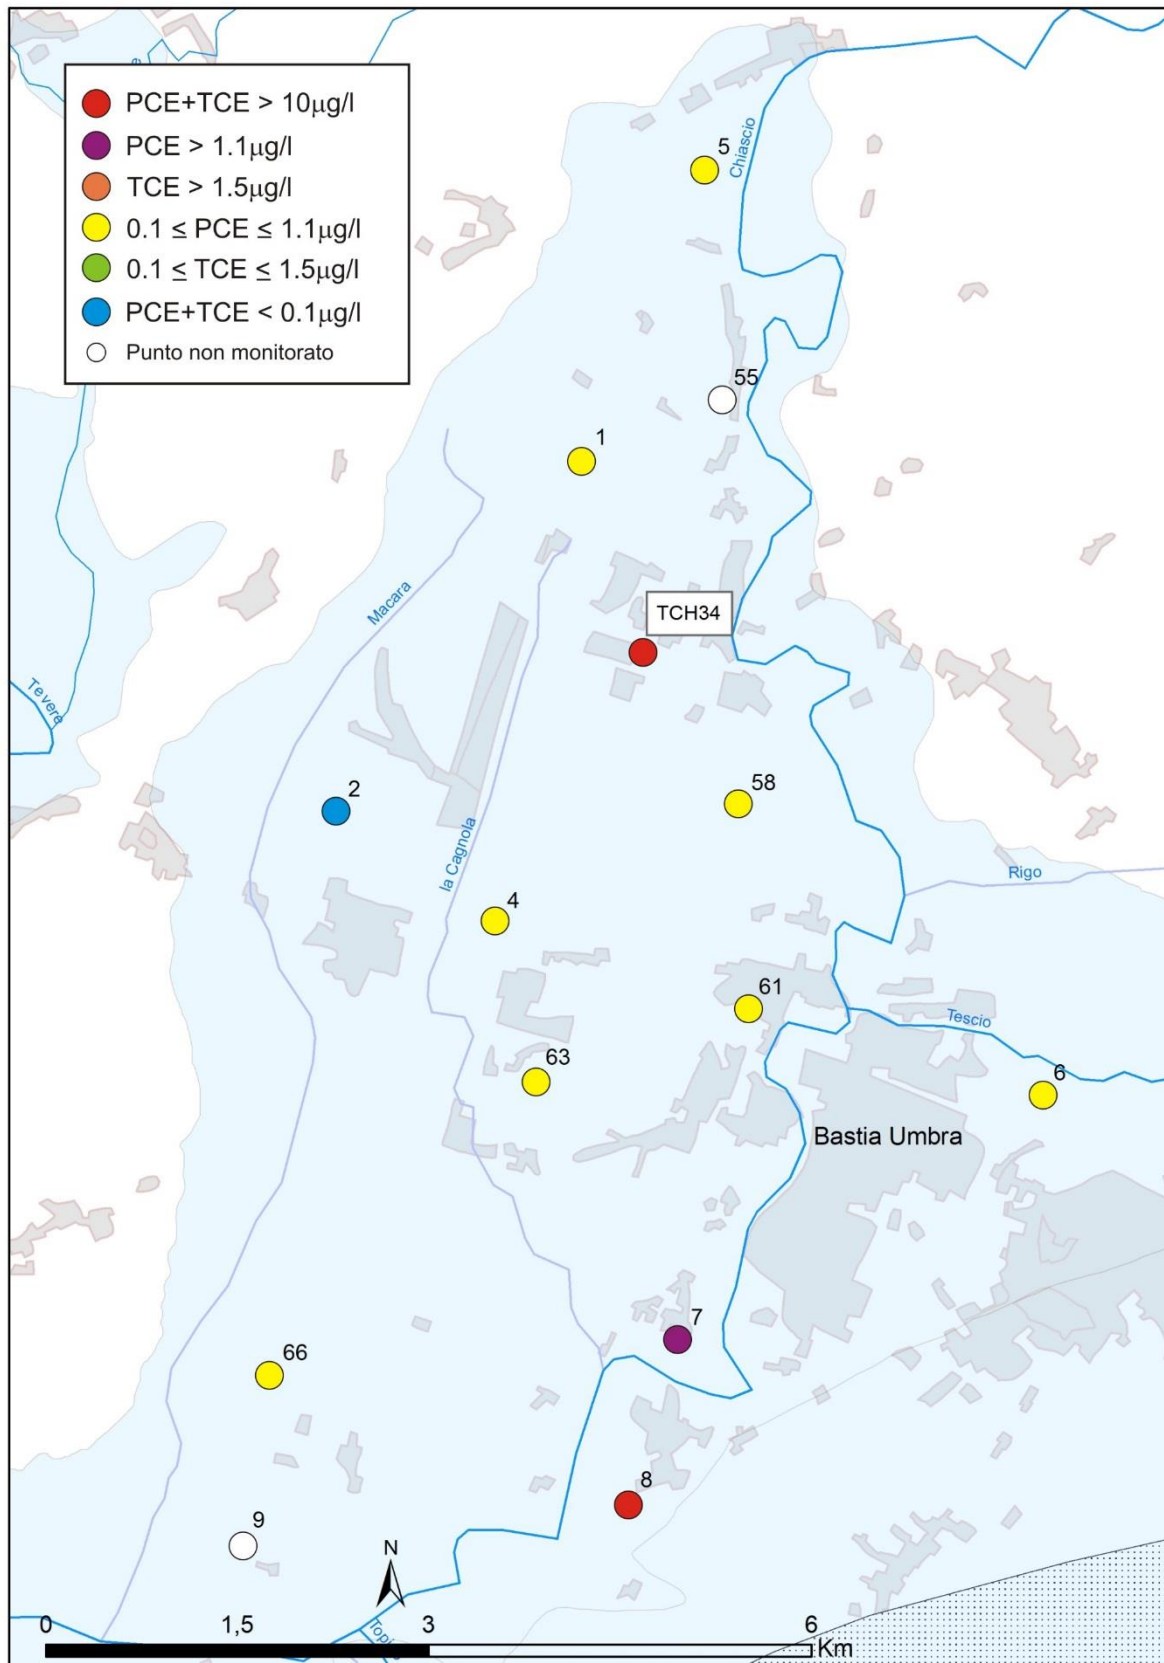 PCE+TCE > 10µg/l
PCE > 1.1µg/l
TCE > 1.5µg/l
0.1 ≤ PCE ≤ 1.1µg/l
0.1 ≤ TCE ≤ 1.5µg/l
PCE+TCE < 0.1µg/l
Punto non monitorato
5
Chiascio
55
1
Macara
TCH34
Tevere
2
58
la Cagnola
Rigo
4
61
Tescio
63
6
Bastia Umbra
7
66
8
9
N
Topi
0 1,5 3 6
Km